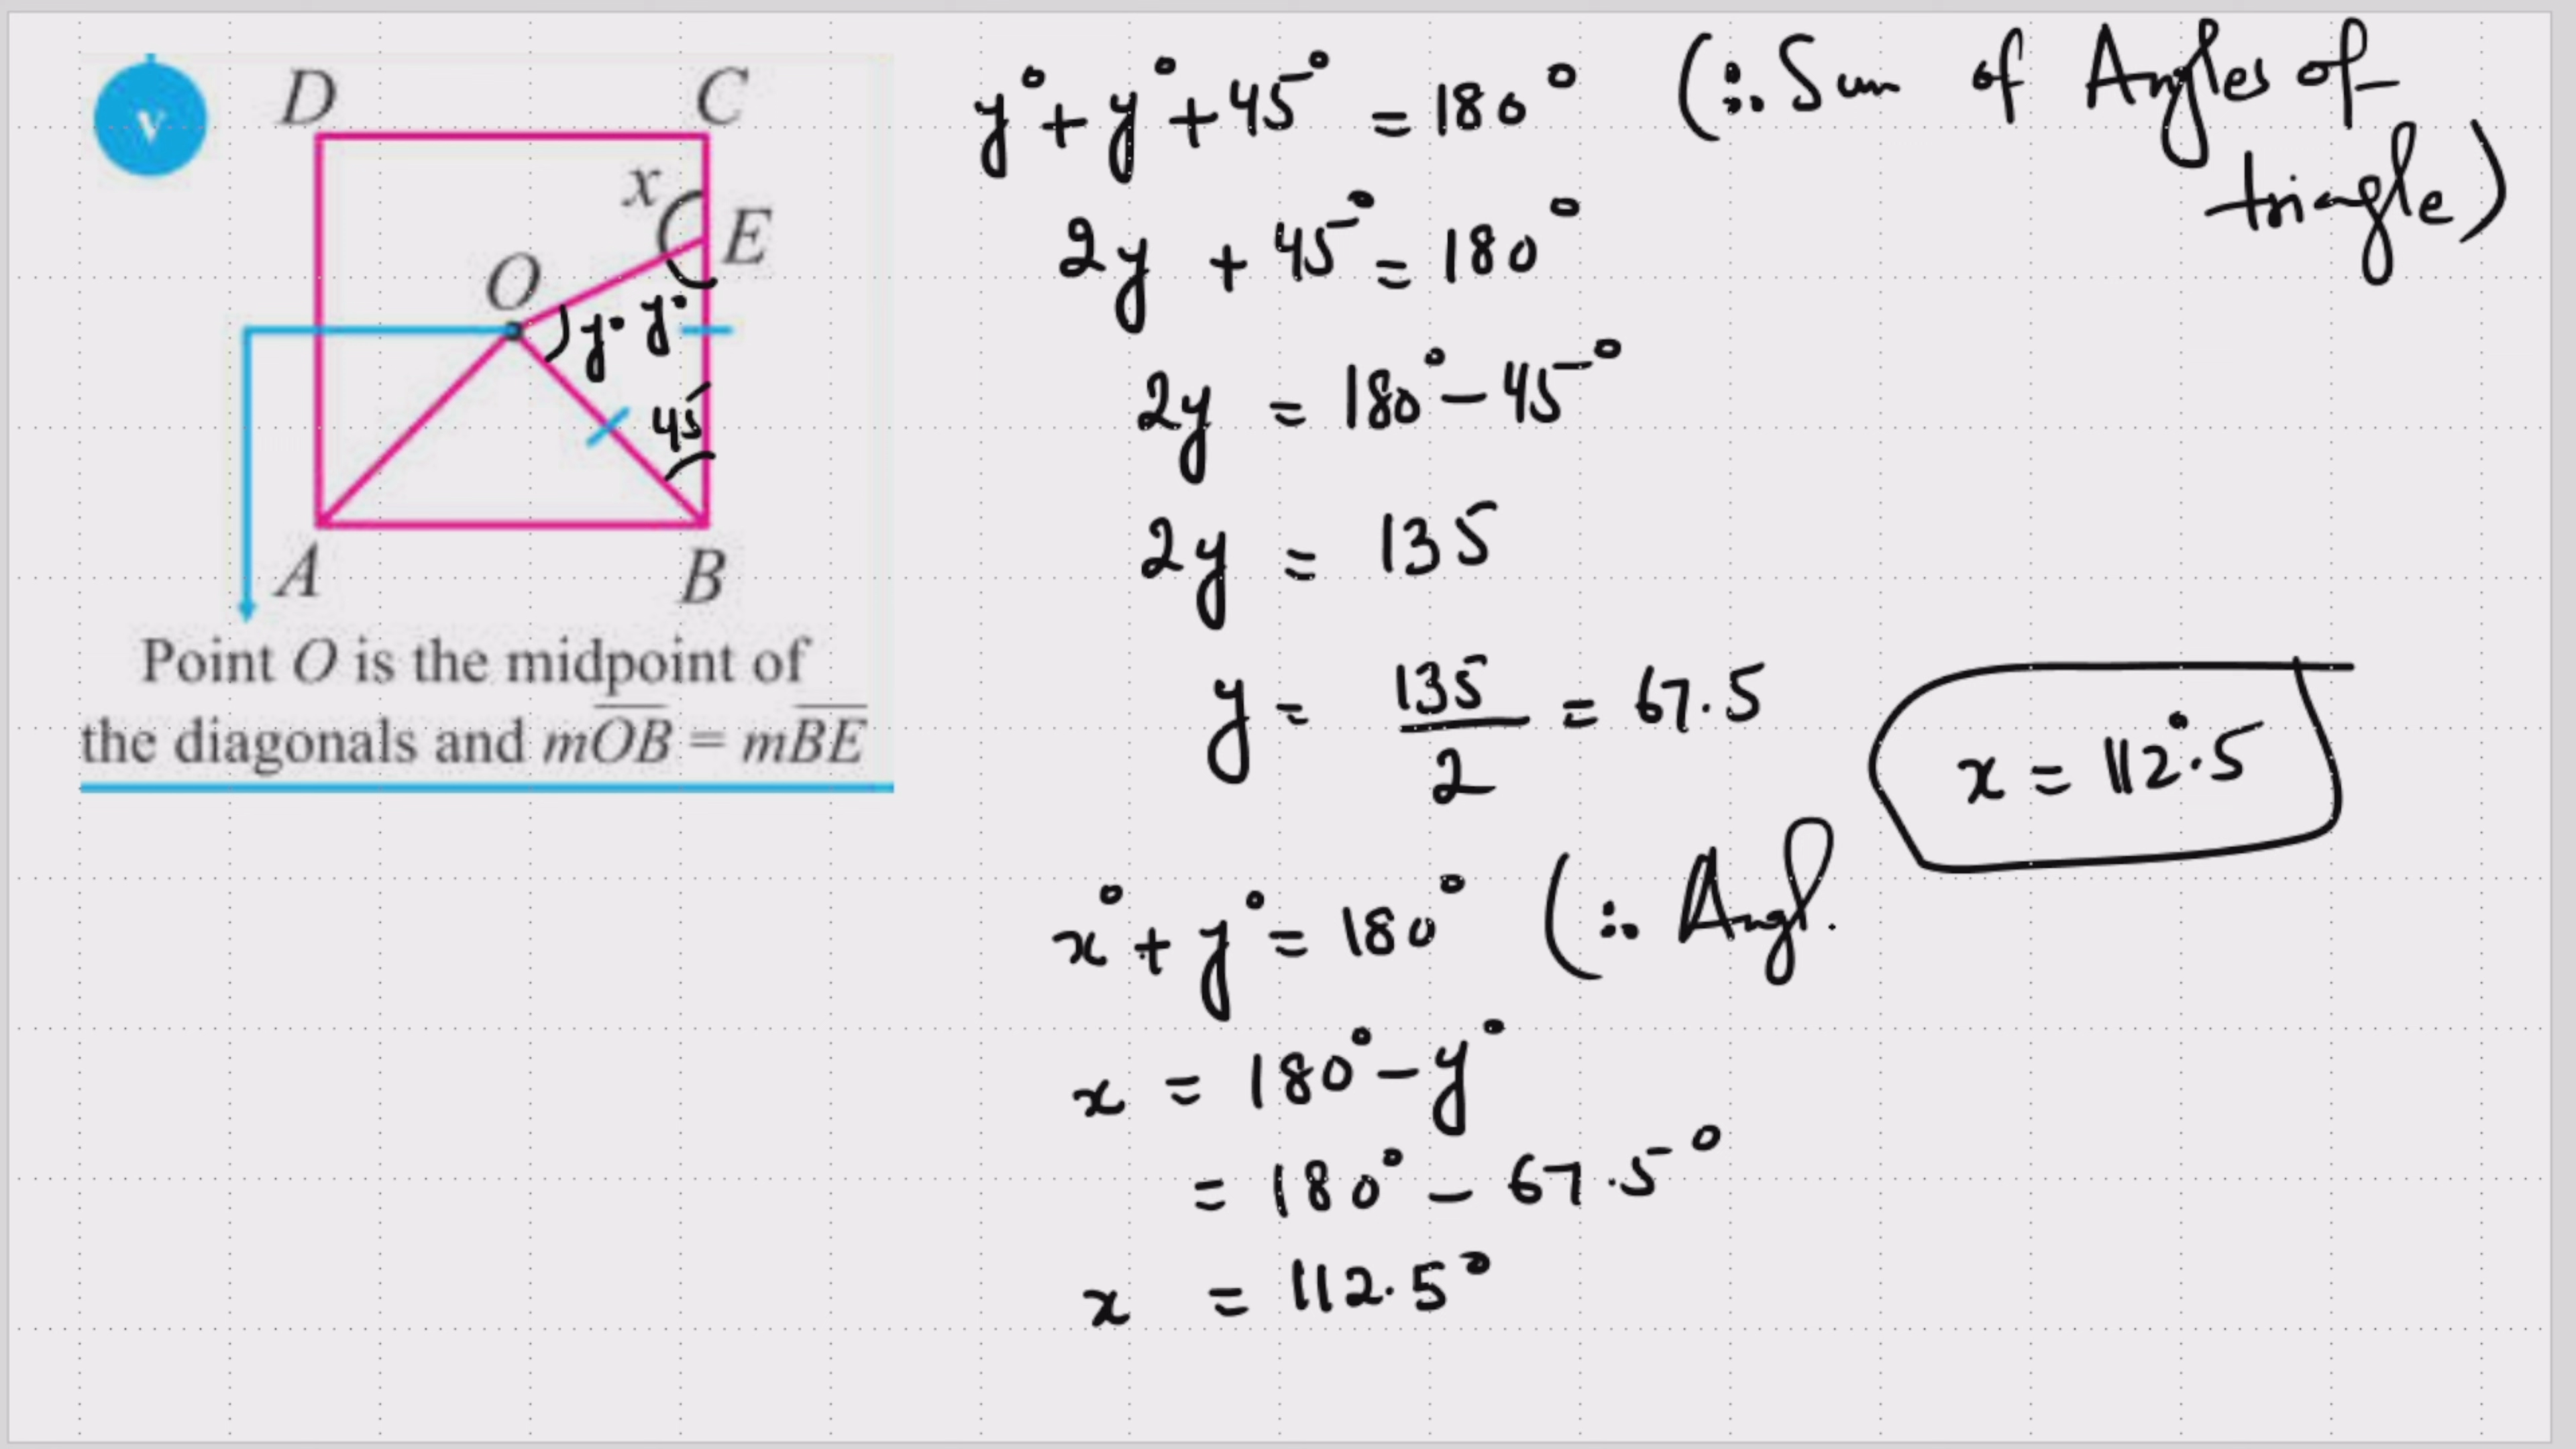 v
D C
x
E
O
y° y°
45
A B
Point O is the midpoint of
the diagonals and mOB = mBE
y° + y° + 45° = 180° (∵ Sum of Angles of
triangle)
2y + 45° = 180°
2y = 180° - 45°
2y = 135
y = 135/2 = 67.5
x = 112.5°
x° + y° = 180° (∵ Angl.
x = 180° - y°
= 180° - 67.5°
x = 112.5°